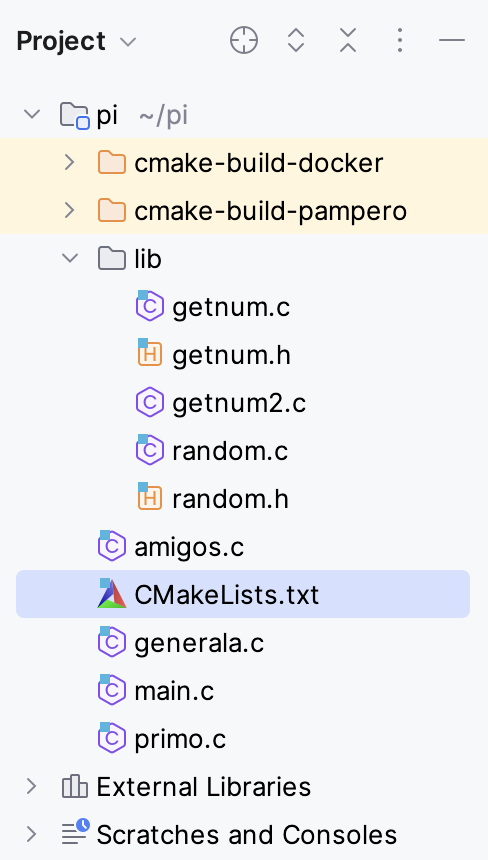 Project
pi ~/pi
cmake-build-docker
cmake-build-pampero
lib
C getnum.c
H getnum.h
C getnum2.c
C random.c
H random.h
C amigos.c
CMakeLists.txt
C generala.c
C main.c
C primo.c
External Libraries
Scratches and Consoles